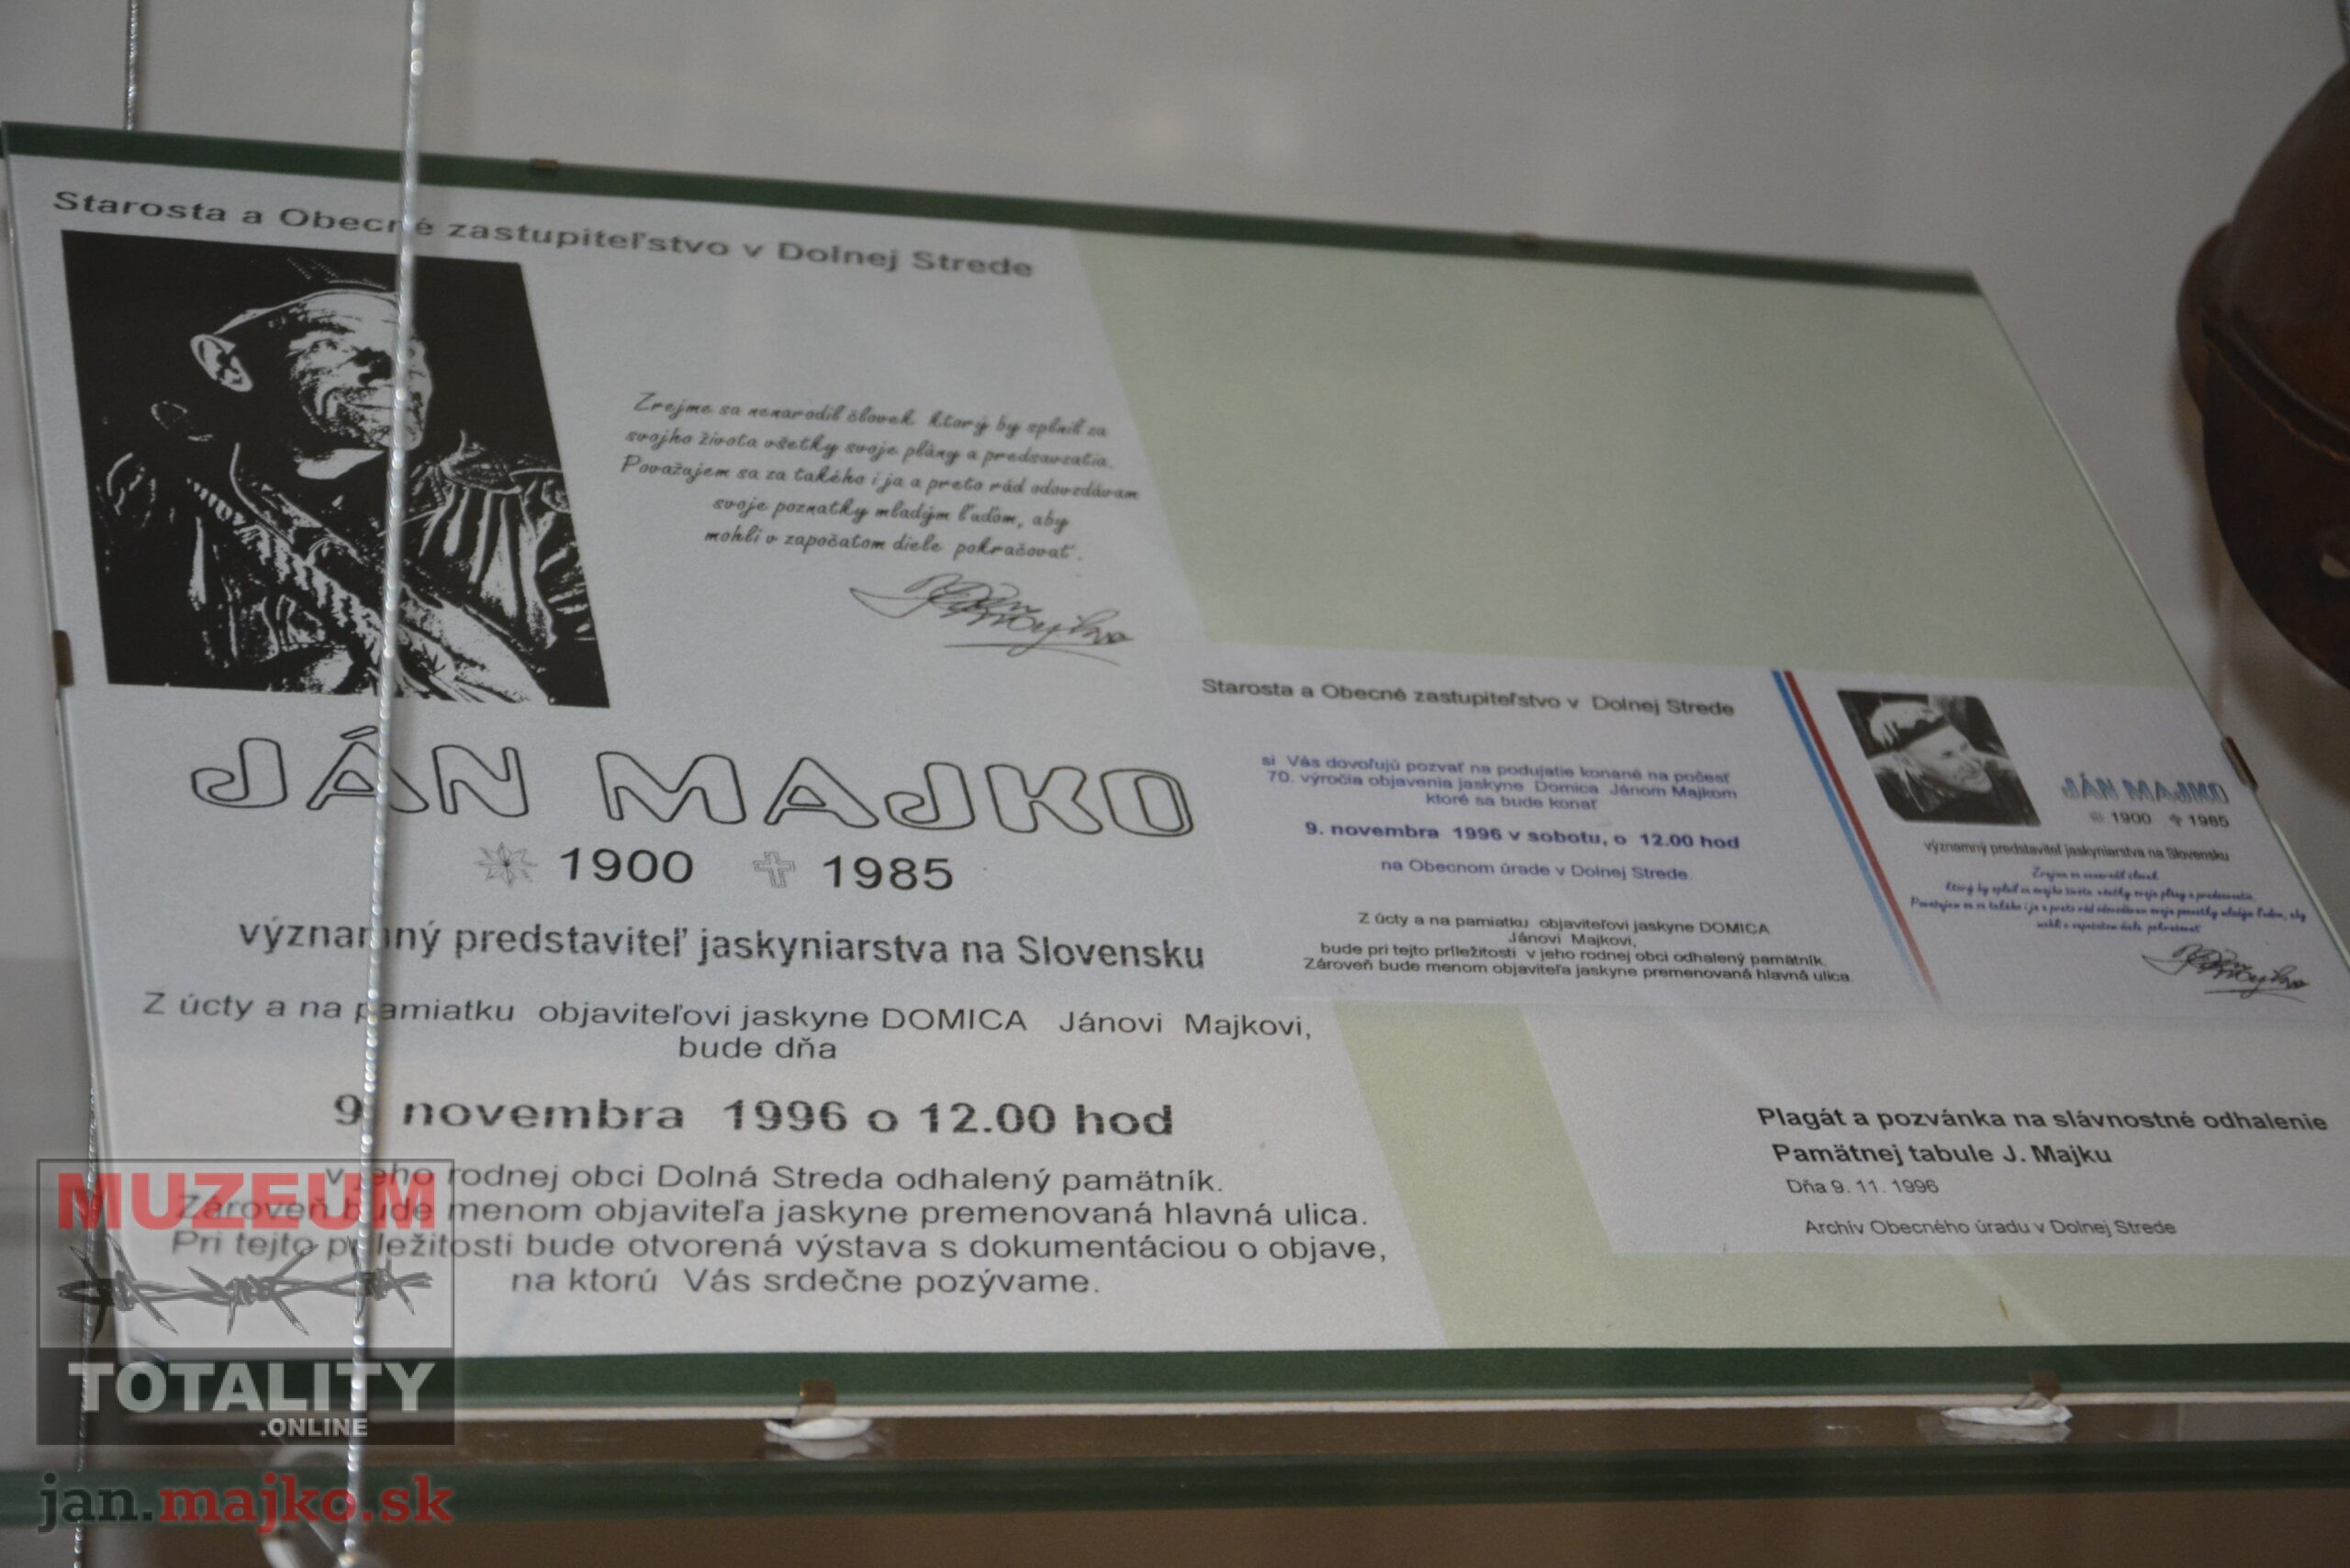 Starosta a Obecné zastupiteľstvo v Dolnej Strede
Zrejme sa nenarodil človek ktorý by splnil za
svojho života všetky svoje plány a predsavzatia.
Považujem sa za takého i ja a preto rád odovzdávam
svoje poznatky mladým ľuďom, aby
mohli v započatom diele pokračovať.
JÁN MAJKO
1900 1985
významný predstaviteľ jaskyniarstva na Slovensku
Z úcty a na pamiatku objaviteľovi jaskyne DOMICA Jánovi Majkovi,
bude dňa
9. novembra 1996 o 12.00 hod
v jeho rodnej obci Dolná Streda odhalený pamätník.
Zároveň bude menom objaviteľa jaskyne premenovaná hlavná ulica.
Pri tejto príležitosti bude otvorená výstava s dokumentáciou o objave,
na ktorú Vás srdečne pozývame.
Starosta a Obecné zastupiteľstvo v Dolnej Strede
si Vás dovoľujú pozvať na podujatie konané na počesť
70. výročia objavenia jaskyne Domica Jánom Majkom
ktoré sa bude konať
9. novembra 1996 v sobotu, o 12.00 hod
na Obecnom úrade v Dolnej Strede.
Z úcty a na pamiatku objaviteľovi jaskyne DOMICA
Jánovi Majkovi,
bude pri tejto príležitosti v jeho rodnej obci odhalený pamätník.
Zároveň bude menom objaviteľa jaskyne premenovaná hlavná ulica.
JÁN MAJKO
1900 1985
významný predstaviteľ jaskyniarstva na Slovensku
Plagát a pozvánka na slávnostné odhalenie
Pamätnej tabule J. Majku
Dňa 9. 11. 1996
Archív Obecného úradu v Dolnej Strede
MUZEUM
TOTALITY
.ONLINE
jan.majko.sk